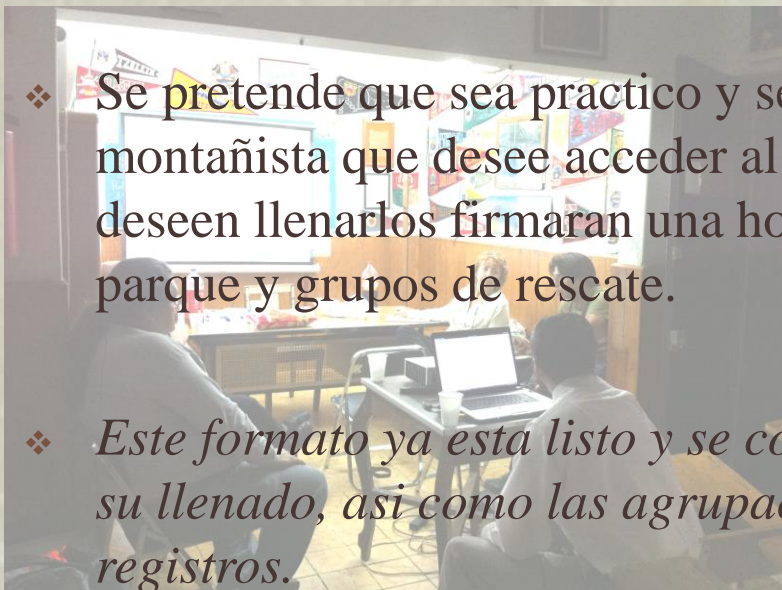 Se pretende que sea practico y se
montañista que desee acceder al
deseen llenarlos firmaran una ho
parque y grupos de rescate.
Este formato ya esta listo y se co
su llenado, asi como las agrupac
registros.